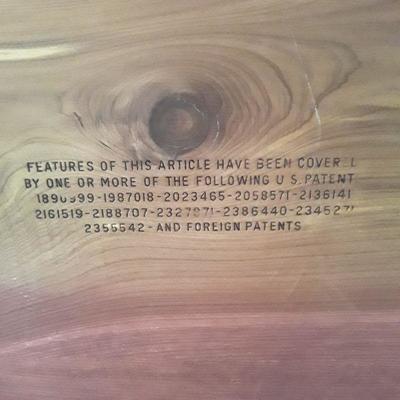 FEATURES OF THIS ARTICLE HAVE BEEN
BY ONE OR MORE OF THE FOLLOWING U S. PATENT
-1987018-2023465-2058571-2136141
2161519-2188707- -2386440-
2355542-AND FOREIGN PATENTS